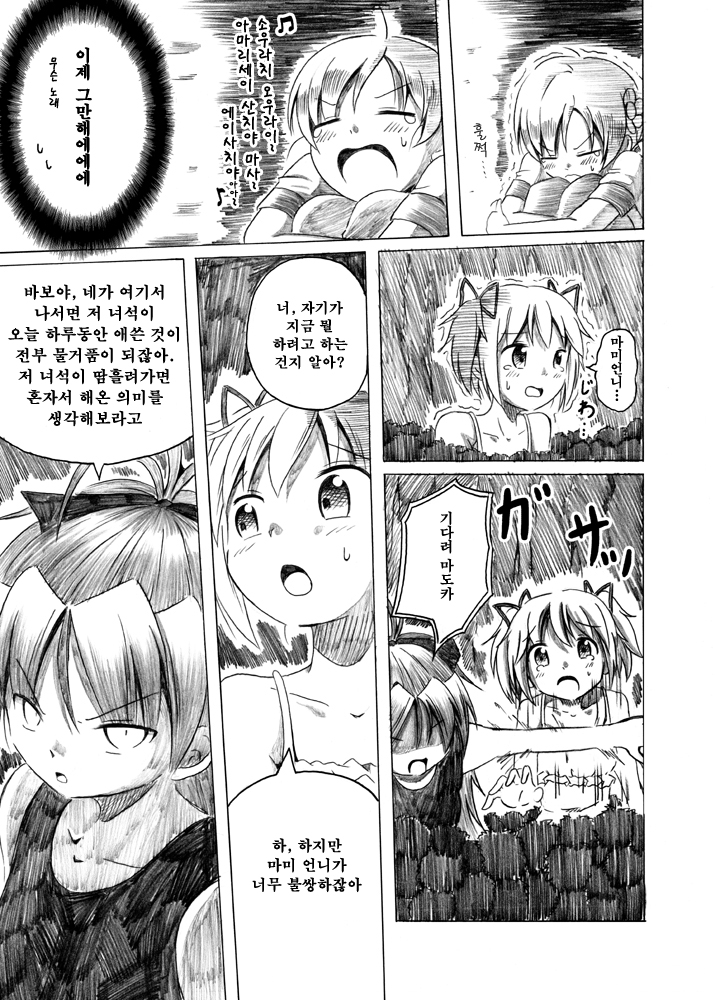 훌쩍…
♫
소우라치 오우라일
아마리세이 산치야 마살
에이사치야아아알
♫
이제 그만해에에에
무슨 노래
마미언니…
じわ…
너, 자기가
지금 뭘
하려고 하는
건지 알아?
바보야, 네가 여기서
나서면 저 녀석이
오늘 하루동안 애쓴 것이
전부 물거품이 되잖아.
저 녀석이 땀흘려가면
혼자서 해온 의미를
생각해보라고
ガサッ
기다려 마도카
하, 하지만
마미 언니가
너무 불쌍하잖아